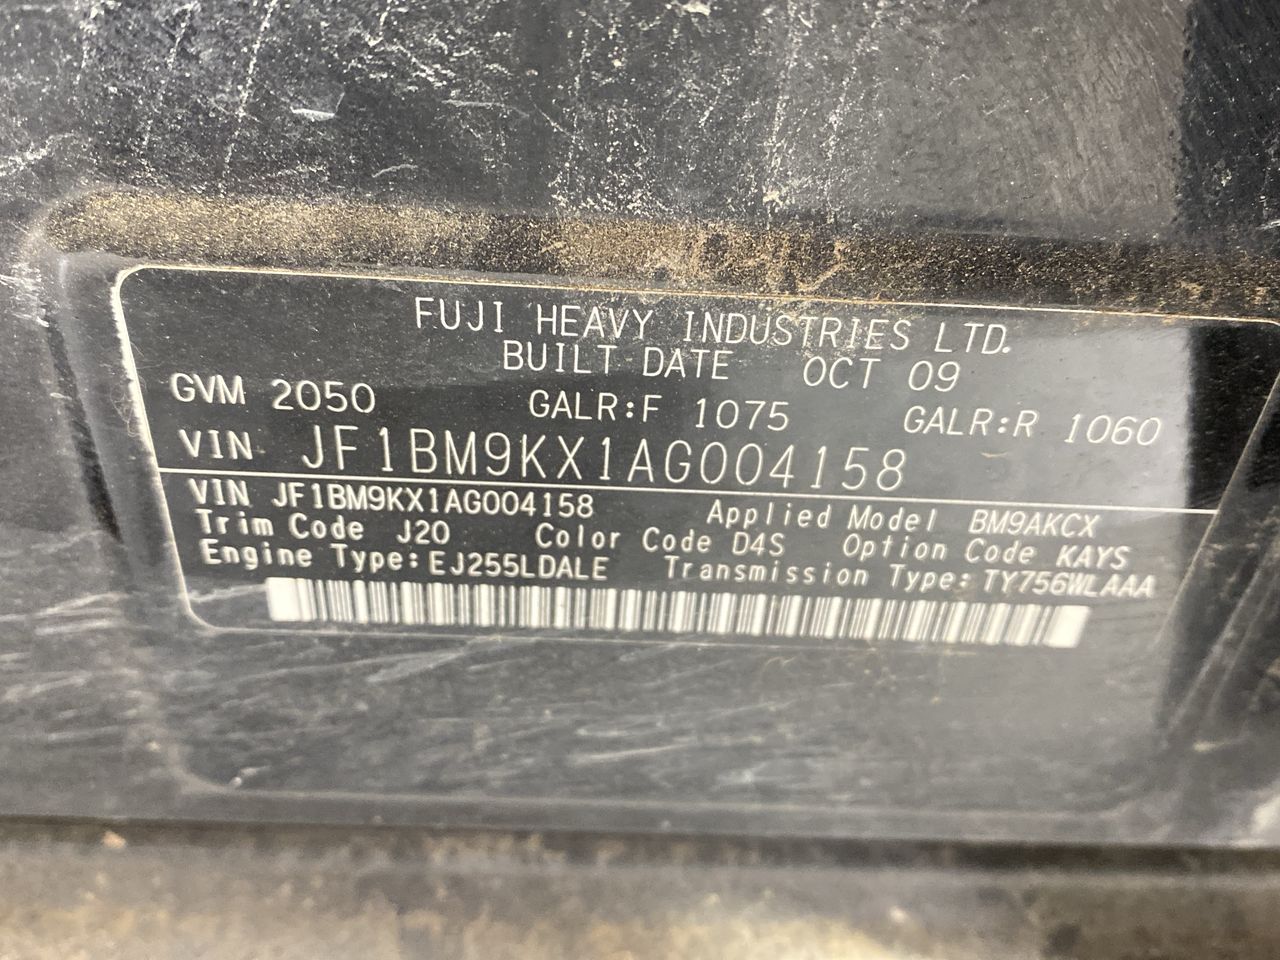 FUJI HEAVY INDUSTRIES LTD.
BUILT DATE OCT 09
GVM 2050 GALR:F 1075 GALR:R 1060
VIN JF1BM9KX1AG004158
VIN JF1BM9KX1AG004158 Applied Model BM9AKCX
Trim Code J20 Color Code D4S Option Code KAYS
Engine Type:EJ255LDALE Transmission Type:TY756WLAAA